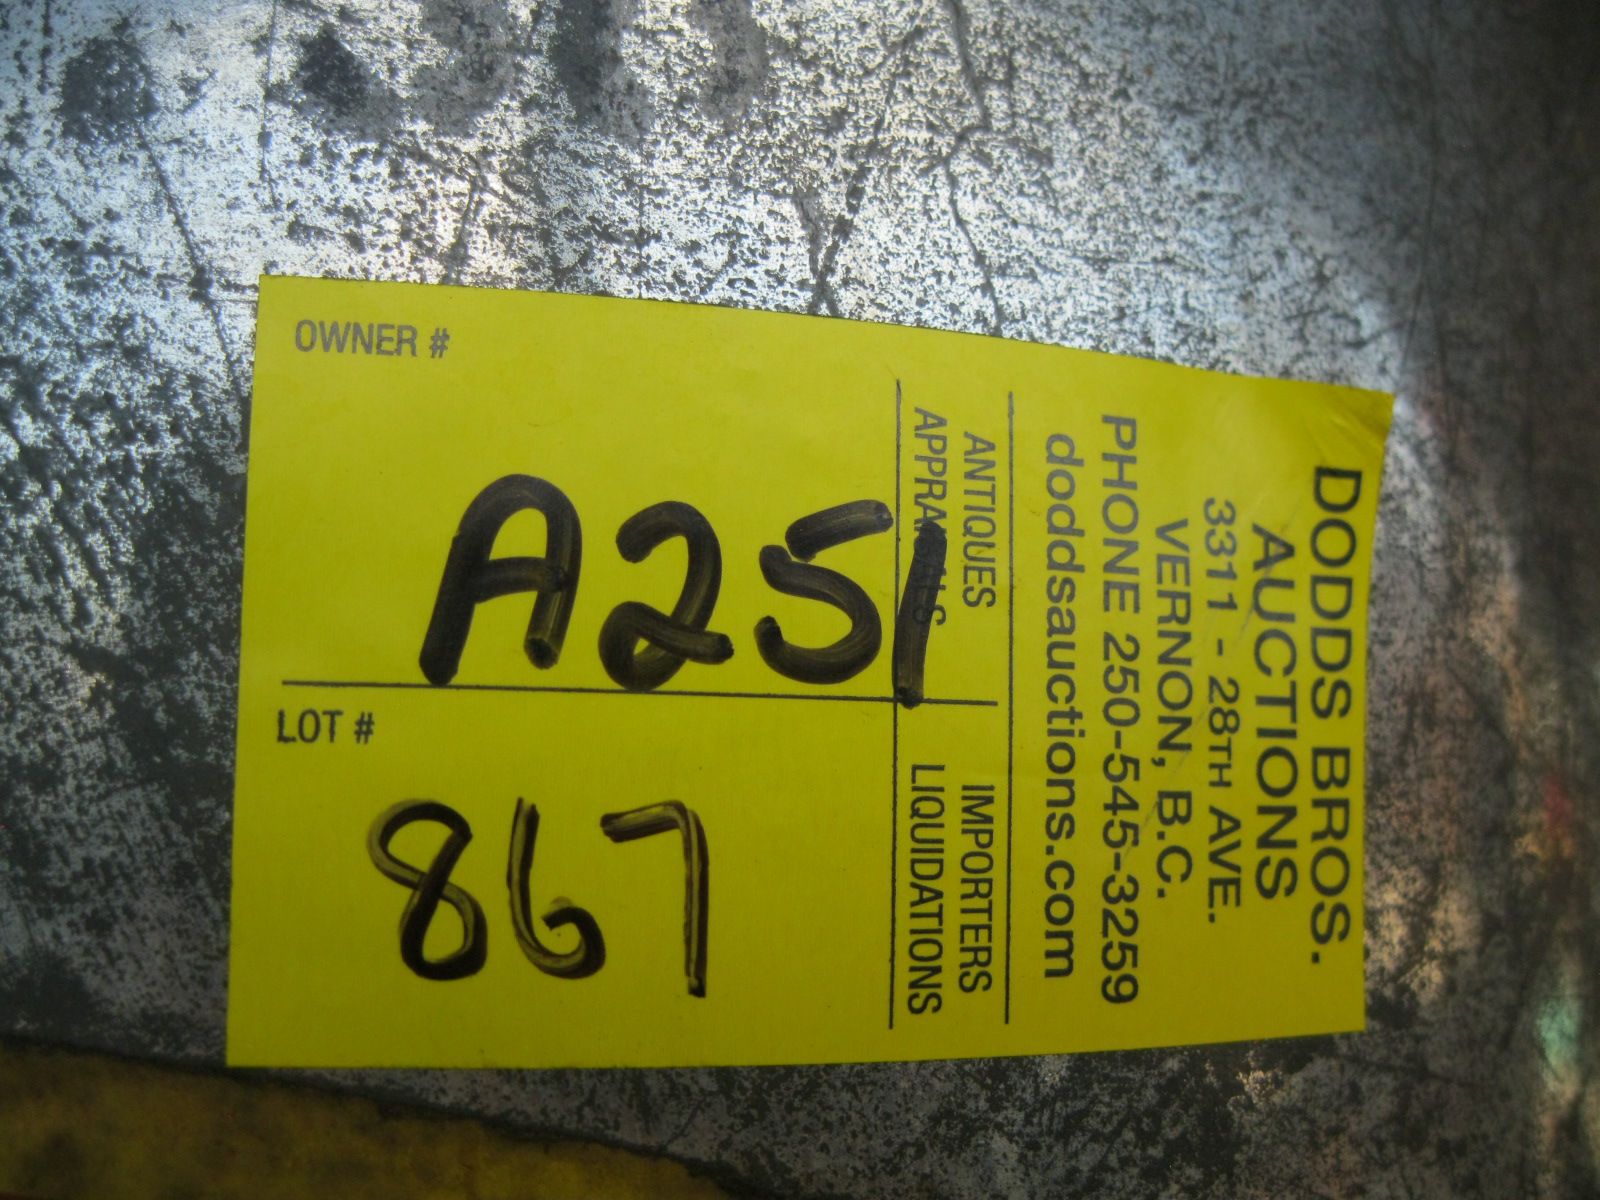 DODDS BROS.
AUCTIONS
3311 - 28TH AVE.
VERNON, B.C.
PHONE 250-545-3259
doddsauctions.com
ANTIQUES
APPRAISALS
IMPORTERS
LIQUIDATIONS
OWNER #
A251
LOT #
867